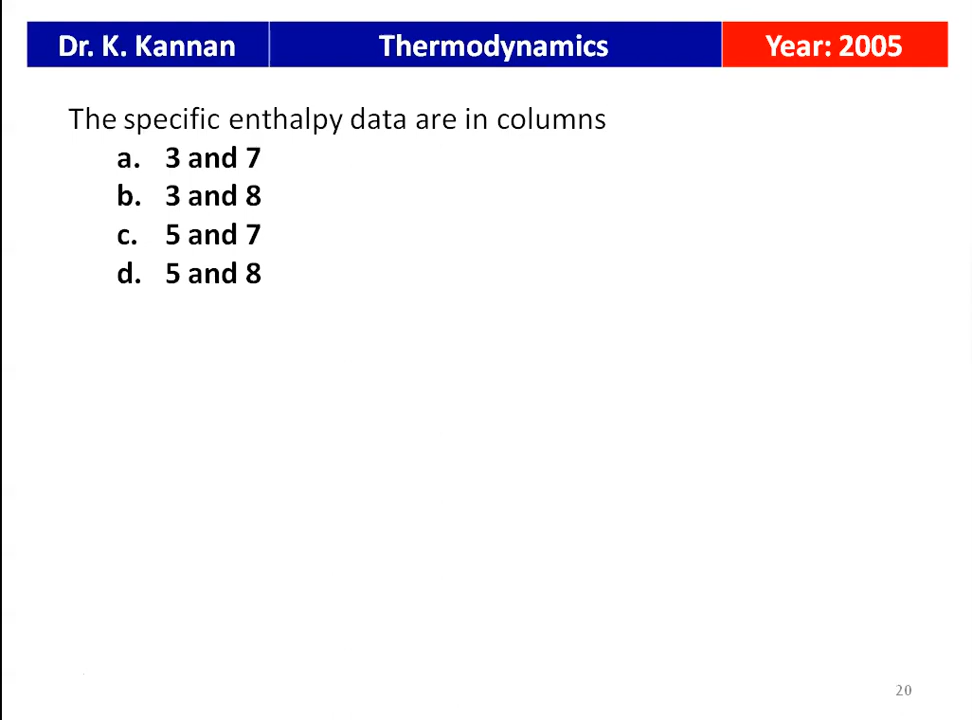 Dr. K. Kannan Thermodynamics Year: 2005
The specific enthalpy data are in columns
a. 3 and 7
b. 3 and 8
c. 5 and 7
d. 5 and 8
20